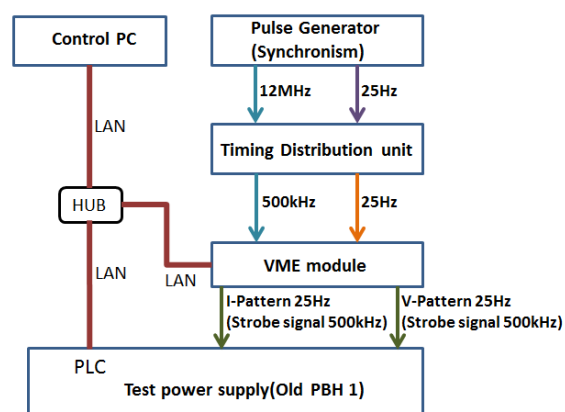 Control PC
Pulse Generator
(Synchronism)
12MHz
25Hz
LAN
Timing Distribution unit
500kHz
25Hz
HUB
VME module
LAN
LAN
I-Pattern 25Hz
(Strobe signal 500kHz)
V-Pattern 25Hz
(Strobe signal 500kHz)
PLC
Test power supply(Old PBH 1)